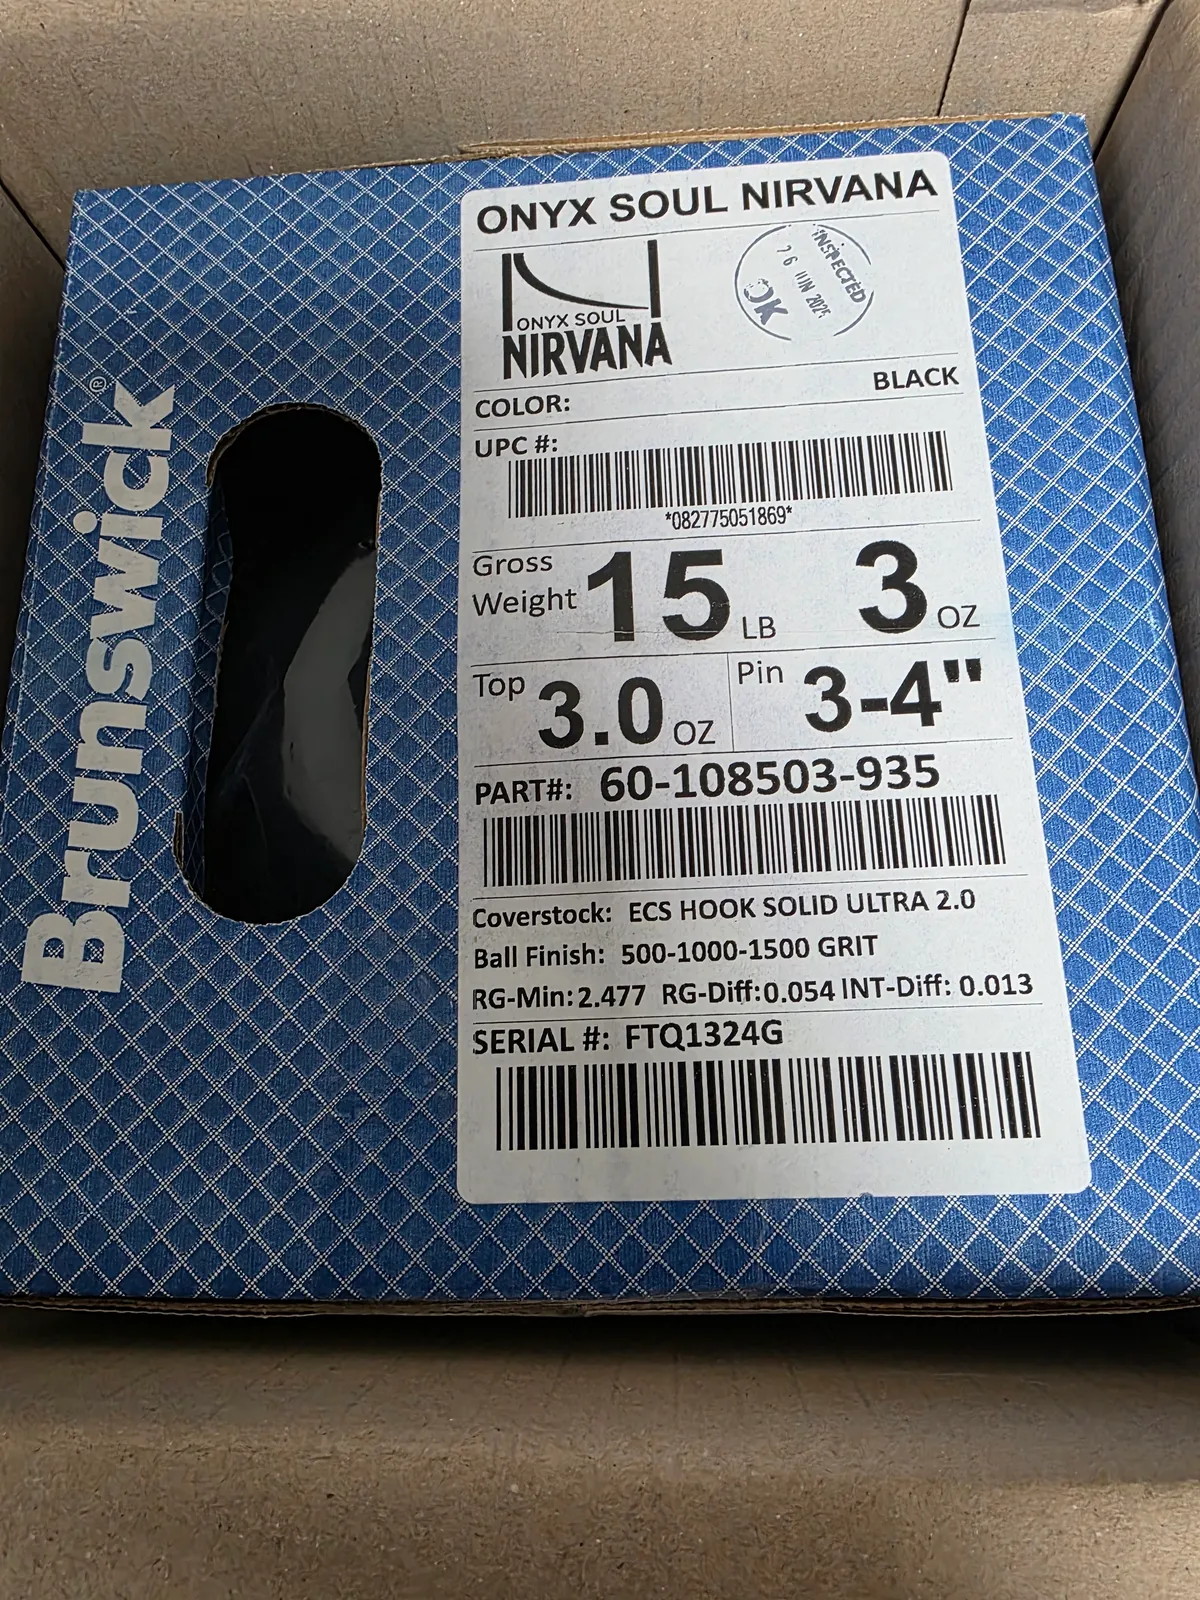 Brunswick®
ONYX SOUL NIRVANA
ONYX SOUL
NIRVANA
INSPECTED
26 JUN 2025
OK
COLOR: BLACK
UPC #:
*082775051869*
Gross Weight 15 LB 3 OZ
Top 3.0 OZ Pin 3-4"
PART#: 60-108503-935
Coverstock: ECS HOOK SOLID ULTRA 2.0
Ball Finish: 500-1000-1500 GRIT
RG-Min: 2.477 RG-Diff: 0.054 INT-Diff: 0.013
SERIAL #: FTQ1324G